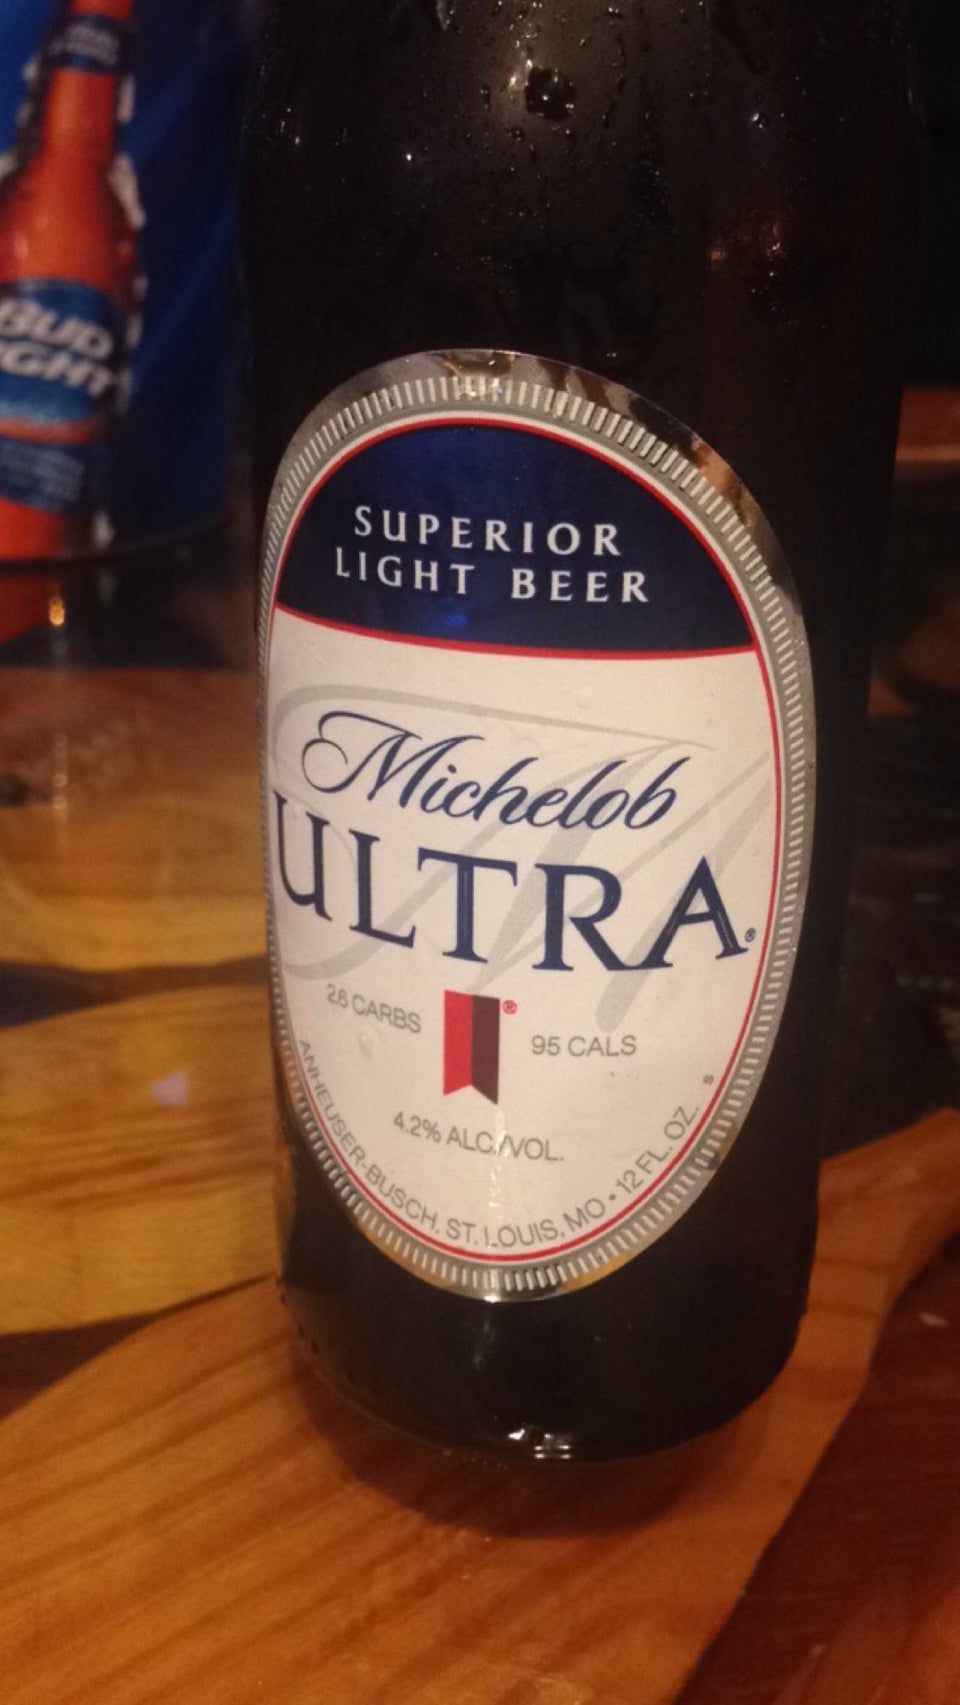 BUD
LIGHT
SUPERIOR
LIGHT BEER
Michelob
ULTRA®
2.6 CARBS
®
95 CALS
4.2% ALC./VOL.
ANHEUSER-BUSCH, ST. LOUIS, MO • 12 FL. OZ. S